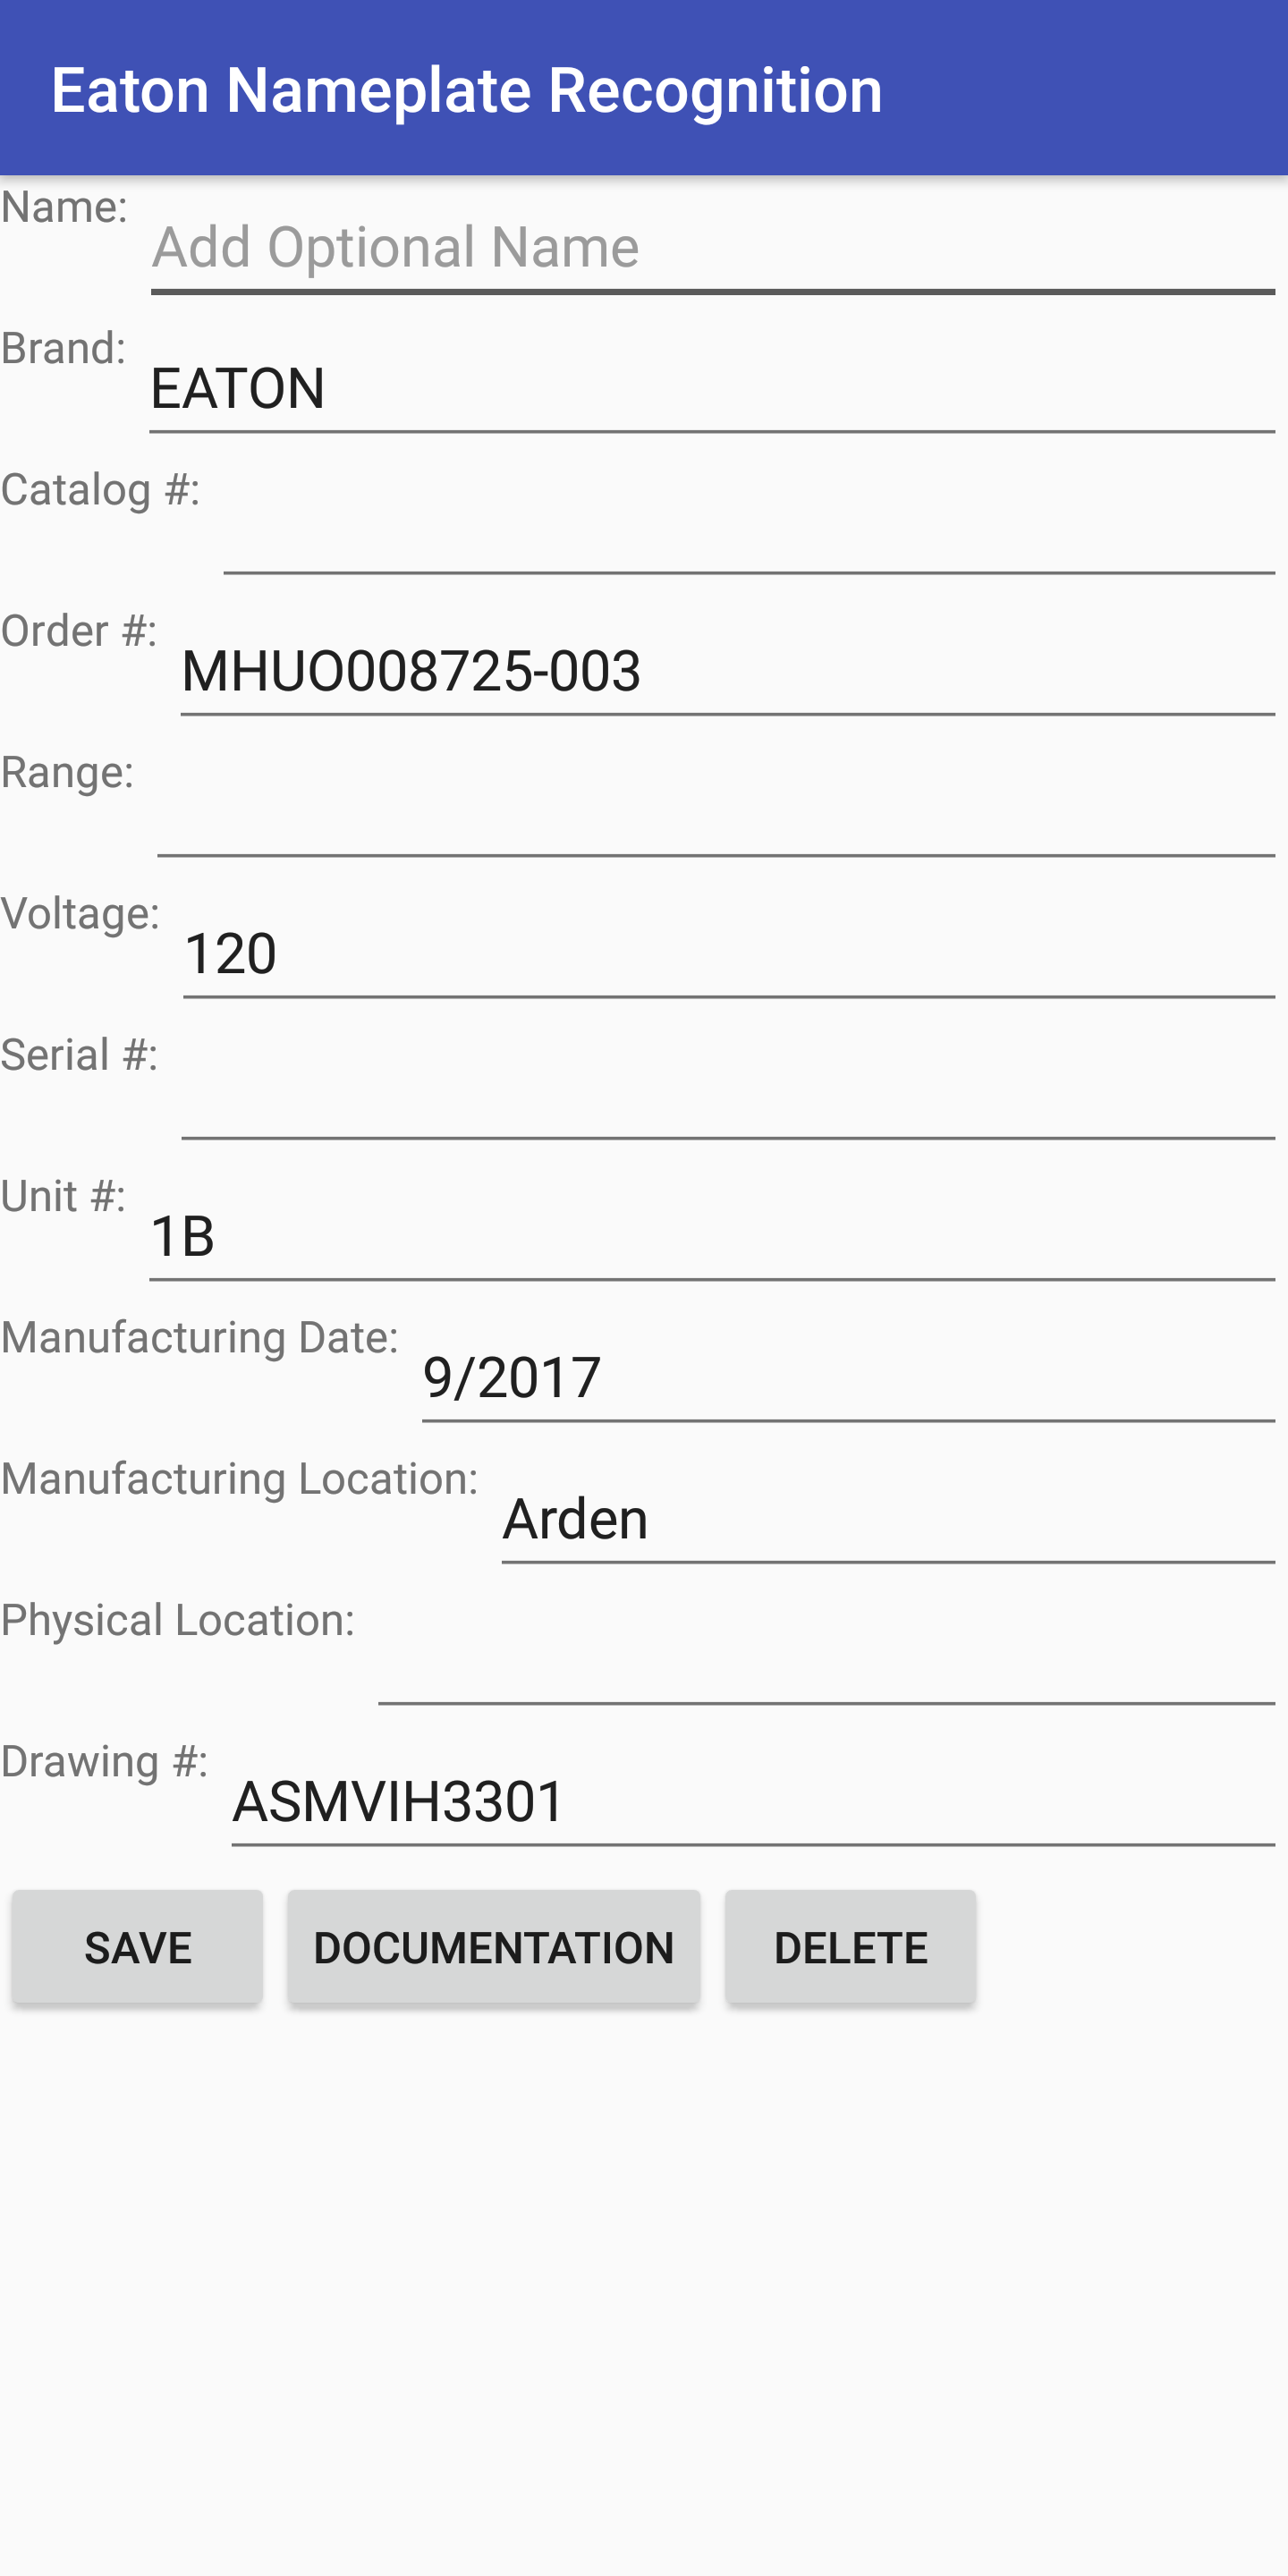 Eaton Nameplate Recognition
Name:
Add Optional Name
Brand:
EATON
Catalog #:
Order #:
MHUO008725-003
Range:
Voltage:
120
Serial #:
Unit #:
1B
Manufacturing Date:
9/2017
Manufacturing Location:
Arden
Physical Location:
Drawing #:
ASMVIH3301
SAVE DOCUMENTATION DELETE